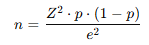 n = \frac{Z^2 \cdot p \cdot (1 - p)}{e^2}